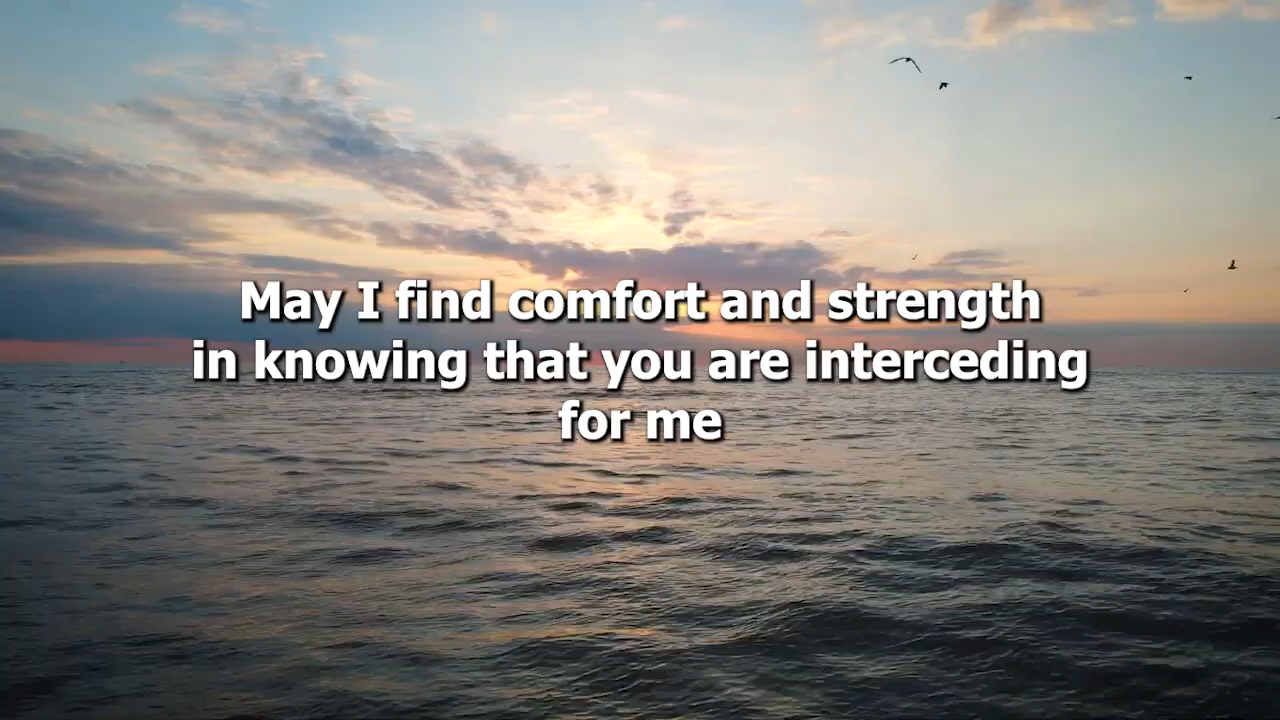 May I find comfort and strength
in knowing that you are interceding
for me